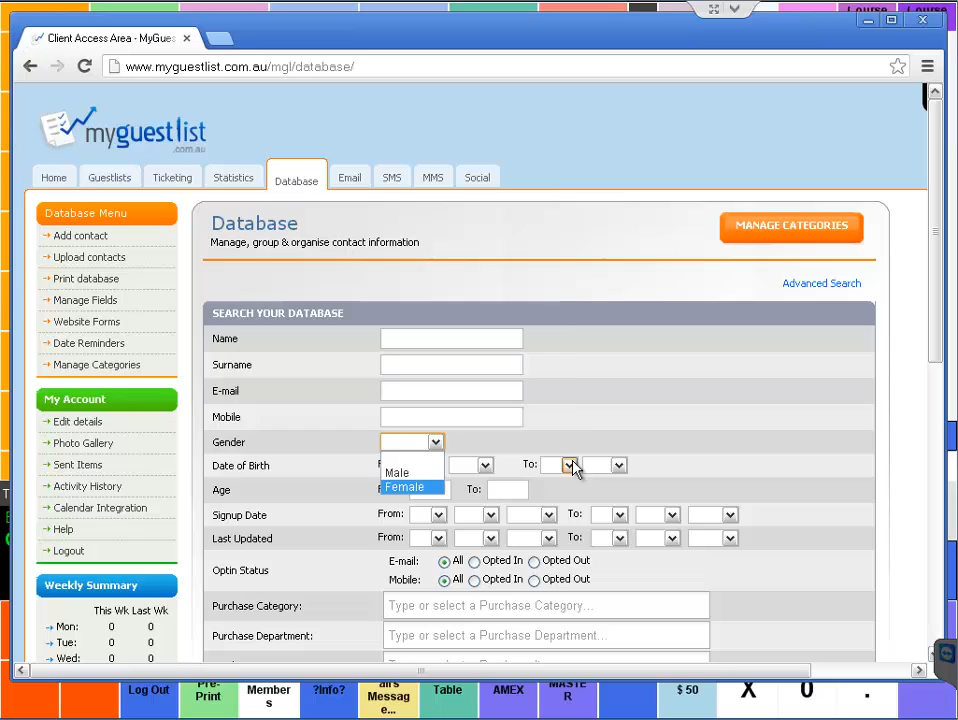 Course Course
Client Access Area - MyGues
www.myguestlist.com.au/mgl/database/
myguestlist
.com.au
Home Guestlists Ticketing Statistics Database Email SMS MMS Social
Database Menu
Add contact
Upload contacts
Print database
Manage Fields
Website Forms
Date Reminders
Manage Categories
My Account
Edit details
Photo Gallery
Sent Items
Activity History
Calendar Integration
Help
Logout
Weekly Summary
This Wk Last Wk
Mon: 0 0
Tue: 0 0
Wed: 0 0
Database
Manage, group & organise contact information
MANAGE CATEGORIES
Advanced Search
SEARCH YOUR DATABASE
Name
Surname
E-mail
Mobile
Gender
Male
Female
Date of Birth To:
Age To:
Signup Date From: To:
Last Updated From: To:
Optin Status
E-mail: All Opted In Opted Out
Mobile: All Opted In Opted Out
Purchase Category: Type or select a Purchase Category...
Purchase Department: Type or select a Purchase Department...
Log Out
Pre-
Print
Member
s
?Info?
Messag
e...
Table
AMEX
MASTE
R
$ 50
X
0
.